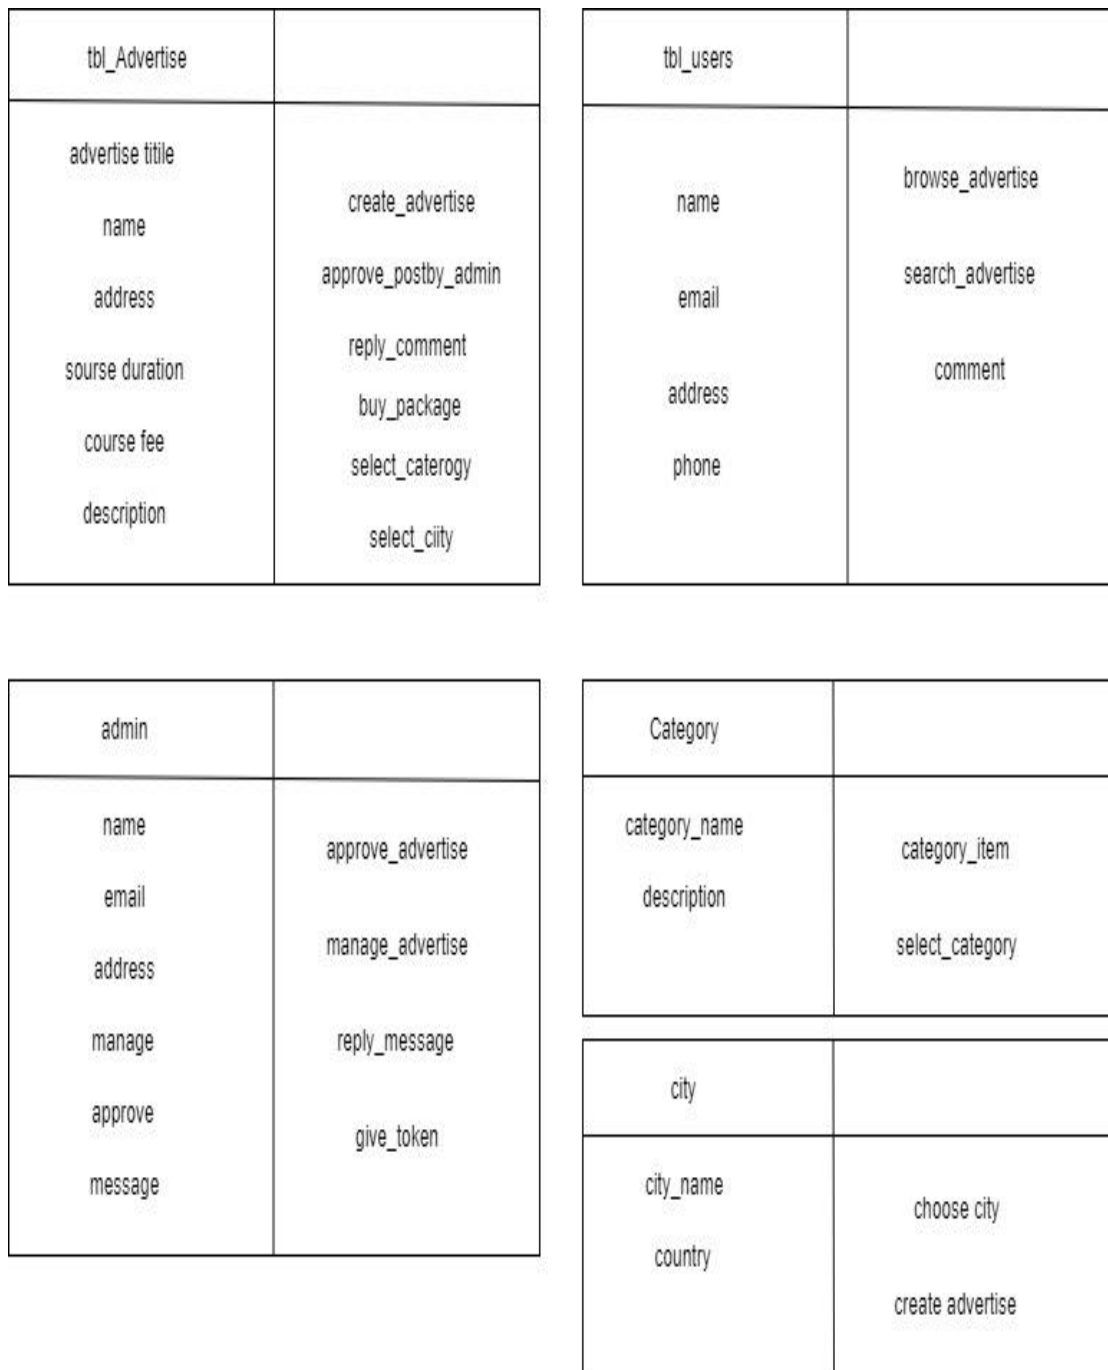 tbl_Advertise
advertise titile
name
address
sourse duration
course fee
description
create_advertise
approve_postby_admin
reply_comment
buy_package
select_caterogy
select_ciity
tbl_users
name
email
address
phone
browse_advertise
search_advertise
comment
admin
name
email
address
manage
approve
message
approve_advertise
manage_advertise
reply_message
give_token
Category
category_name
description
category_item
select_category
city
city_name
country
choose city
create advertise